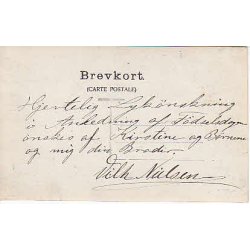 Brevkort.
(CARTE POSTALE)
Hjertelig Lykønskning
i Anledning af Fødselsdagen
ønskes af Kirstine og Børnene
og mig din Broder
Vilh Nielsen